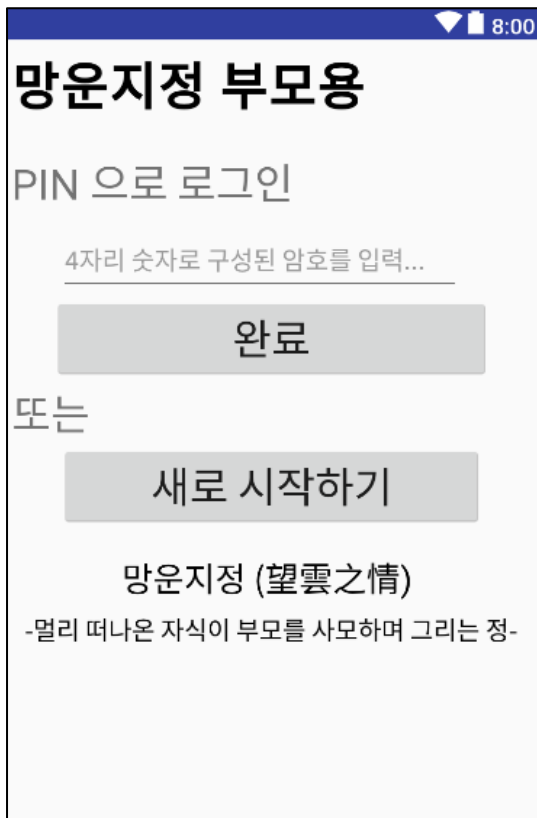 8:00
망운지정 부모용
PIN 으로 로그인
4자리 숫자로 구성된 암호를 입력...
완료
또는
새로 시작하기
망운지정 (望雲之情)
-멀리 떠나온 자식이 부모를 사모하며 그리는 정-